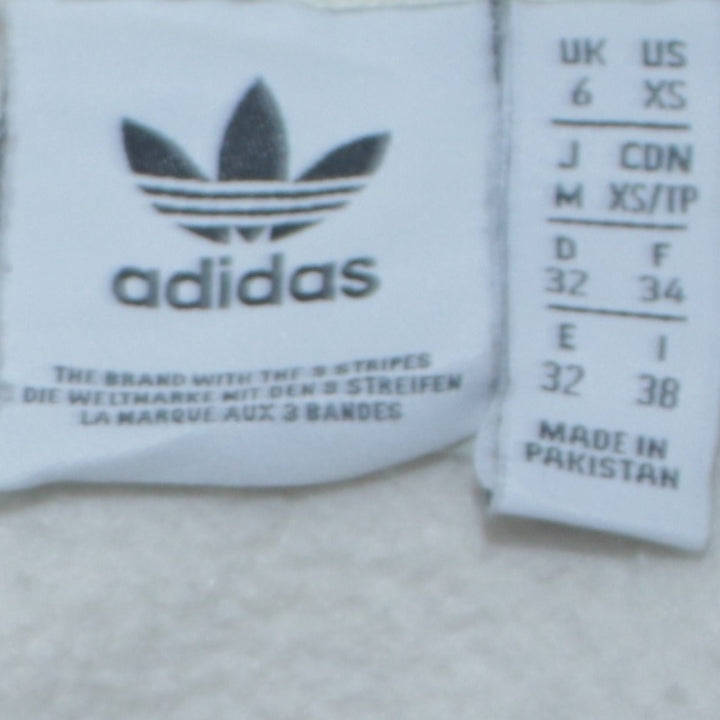 adidas
THE BRAND WITH THE 3 STRIPES
DIE WELTMARKE MIT DEN 3 STREIFEN
LA MARQUE AUX 3 BANDES
UK US
6 XS
J CDN
M XS/TP
D F
32 34
E I
32 38
MADE IN
PAKISTAN